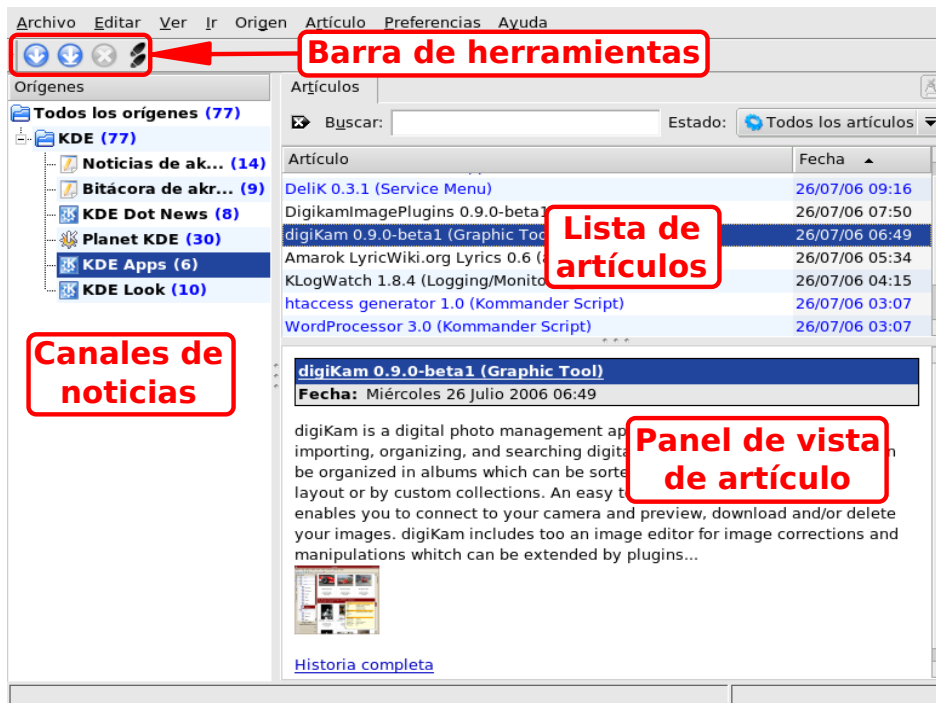 Archivo Editar Ver Ir Origen Artículo Preferencias Ayuda
Barra de herramientas
Orígenes
Todos los orígenes (77)
KDE (77)
Noticias de ak... (14)
Bitácora de akr... (9)
KDE Dot News (8)
Planet KDE (30)
KDE Apps (6)
KDE Look (10)
Canales de
noticias
Artículos
Buscar: Estado: Todos los artículos
Artículo Fecha
DeliK 0.3.1 (Service Menu) 26/07/06 09:16
DigikamImagePlugins 0.9.0-beta1 26/07/06 07:50
digiKam 0.9.0-beta1 (Graphic 26/07/06 06:49
Amarok LyricWiki.org Lyrics 0.6 26/07/06 05:34
KLogWatch 1.8.4 26/07/06 04:15
htaccess generator 1.0 (Kommander Script) 26/07/06 03:07
WordProcessor 3.0 (Kommander Script) 26/07/06 03:07
Lista de
artículos
digiKam 0.9.0-beta1 (Graphic Tool)
Fecha: Miércoles 26 Julio 2006 06:49
digiKam is a digital photo management
importing, organizing, and searching
be organized in albums which can be
layout or by custom collections. An easy
enables you to connect to your camera and preview, download and/or delete
your images. digiKam includes too an image editor for image corrections and
manipulations whitch can be extended by plugins...
Panel de vista
de artículo
Historia completa